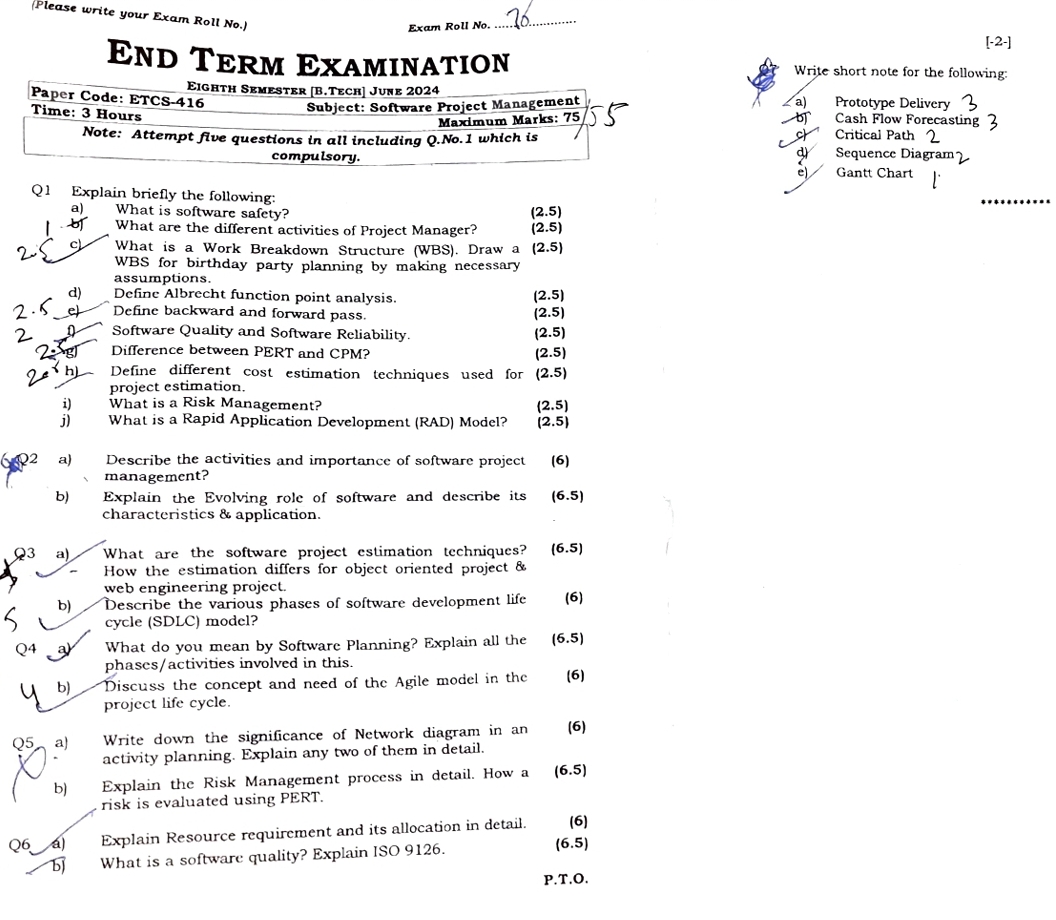 (Please write your Exam Roll No.)
Exam Roll No. .....76..............
END TERM EXAMINATION
EIGHTH SEMESTER [B.TECH] JUNE 2024
Paper Code: ETCS-416 Subject: Software Project Management
Time: 3 Hours Maximum Marks: 75 /55
Note: Attempt five questions in all including Q.No.1 which is
compulsory.
Q1 Explain briefly the following:
a) What is software safety? (2.5)
1 b) What are the different activities of Project Manager? (2.5)
2.5 c) What is a Work Breakdown Structure (WBS). Draw a (2.5)
WBS for birthday party planning by making necessary
assumptions.
d) Define Albrecht function point analysis. (2.5)
2.5 e) Define backward and forward pass. (2.5)
2 f) Software Quality and Software Reliability. (2.5)
2.5 g) Difference between PERT and CPM? (2.5)
h) Define different cost estimation techniques used for (2.5)
project estimation.
i) What is a Risk Management? (2.5)
j) What is a Rapid Application Development (RAD) Model? (2.5)
Q2 a) Describe the activities and importance of software project (6)
management?
b) Explain the Evolving role of software and describe its (6.5)
characteristics & application.
Q3 a) What are the software project estimation techniques? (6.5)
How the estimation differs for object oriented project &
web engineering project.
5 b) Describe the various phases of software development life (6)
cycle (SDLC) model?
Q4 a) What do you mean by Software Planning? Explain all the (6.5)
phases/activities involved in this.
4 b) Discuss the concept and need of the Agile model in the (6)
project life cycle.
Q5 a) Write down the significance of Network diagram in an (6)
activity planning. Explain any two of them in detail.
b) Explain the Risk Management process in detail. How a (6.5)
risk is evaluated using PERT.
Q6 a) Explain Resource requirement and its allocation in detail. (6)
b) What is a software quality? Explain ISO 9126. (6.5)
P.T.O.
[-2-]
Write short note for the following:
a) Prototype Delivery 3
b) Cash Flow Forecasting 3
c) Critical Path 2
d) Sequence Diagram 2
e) Gantt Chart 1
***********